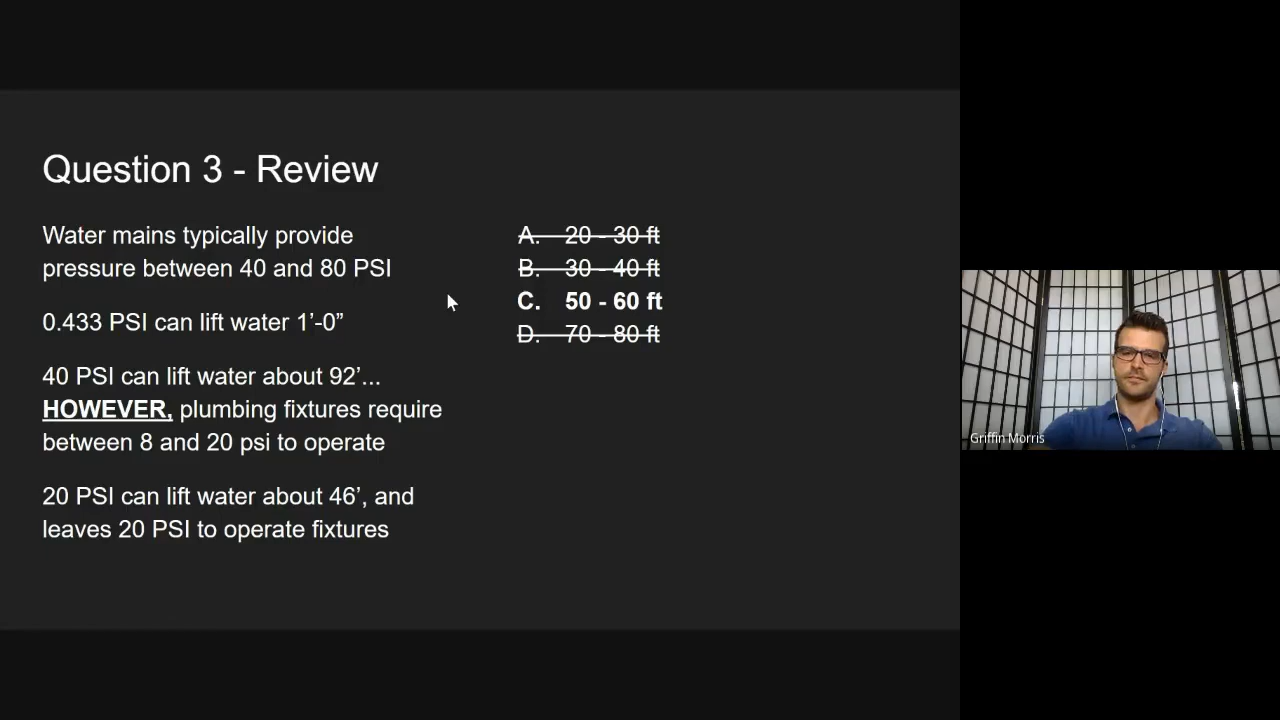 Question 3 - Review
Water mains typically provide
pressure between 40 and 80 PSI
0.433 PSI can lift water 1’-0”
40 PSI can lift water about 92’...
HOWEVER, plumbing fixtures require
between 8 and 20 psi to operate
20 PSI can lift water about 46’, and
leaves 20 PSI to operate fixtures
A. 20 - 30 ft
B. 30 - 40 ft
C. 50 - 60 ft
D. 70 - 80 ft
Griffin Morris